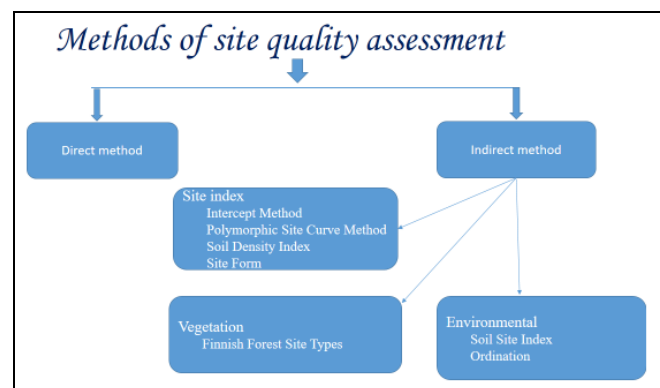 Methods of site quality assessment
Direct method
Indirect method
Site index
Intercept Method
Polymorphic Site Curve Method
Soil Density Index
Site Form
Vegetation
Finnish Forest Site Types
Environmental
Soil Site Index
Ordination